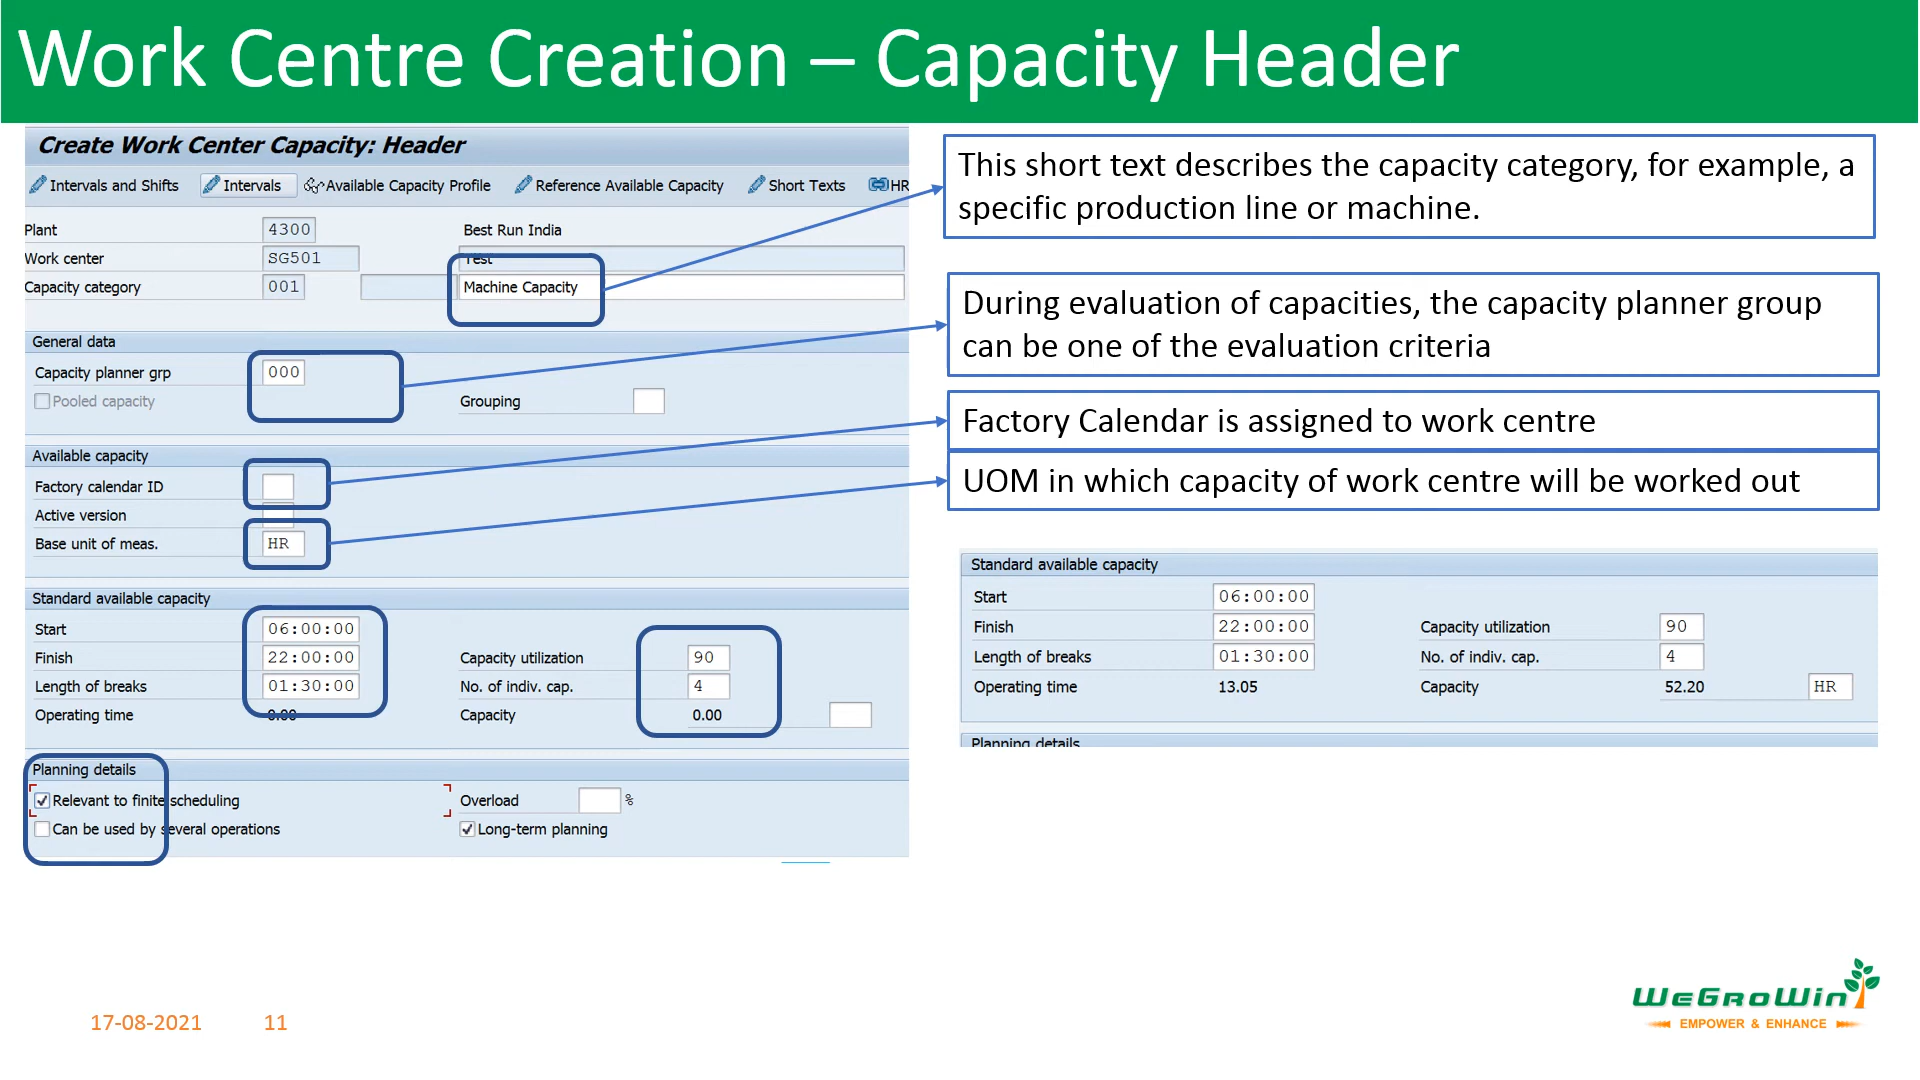 Work Centre Creation – Capacity Header
Create Work Center Capacity: Header
Intervals and Shifts Intervals Available Capacity Profile Reference Available Capacity Short Texts HR
Plant 4300 Best Run India
Work center SG501 Test
Capacity category 001 Machine Capacity
General data
Capacity planner grp 000
Pooled capacity Grouping
Available capacity
Factory calendar ID
Active version
Base unit of meas. HR
Standard available capacity
Start 06:00:00
Finish 22:00:00 Capacity utilization 90
Length of breaks 01:30:00 No. of indiv. cap. 4
Operating time 0.00 Capacity 0.00
Planning details
Relevant to finite scheduling Overload %
Can be used by several operations Long-term planning
This short text describes the capacity category, for example, a
specific production line or machine.
During evaluation of capacities, the capacity planner group
can be one of the evaluation criteria
Factory Calendar is assigned to work centre
UOM in which capacity of work centre will be worked out
Standard available capacity
Start 06:00:00
Finish 22:00:00 Capacity utilization 90
Length of breaks 01:30:00 No. of indiv. cap. 4
Operating time 13.05 Capacity 52.20 HR
Planning details
17-08-2021 11
WeGroWin
EMPOWER & ENHANCE